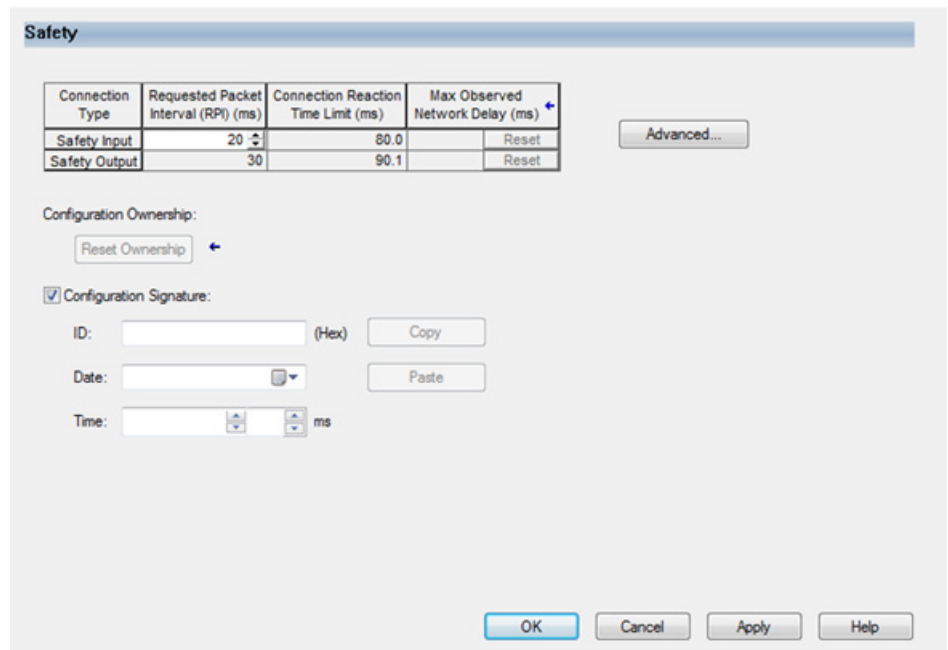 Safety
Connection Type Requested Packet Interval (RPI) (ms) Connection Reaction Time Limit (ms) Max Observed Network Delay (ms)
Safety Input 20 80.0 Reset
Safety Output 30 90.1 Reset
Advanced...
Configuration Ownership:
Reset Ownership
Configuration Signature:
ID: (Hex) Copy
Date: Paste
Time: ms
OK Cancel Apply Help